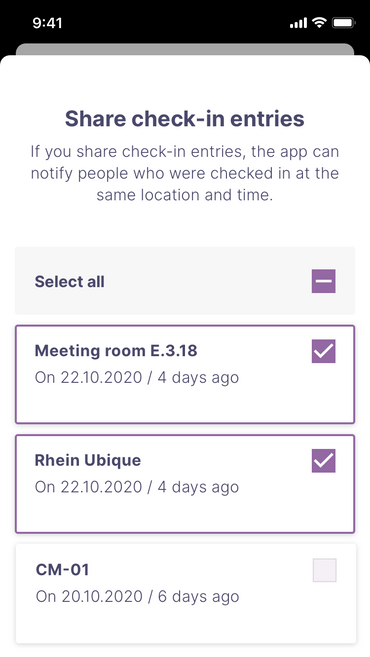 9:41
Share check-in entries
If you share check-in entries, the app can
notify people who were checked in at the
same location and time.
Select all
Meeting room E.3.18
On 22.10.2020 / 4 days ago
Rhein Ubique
On 22.10.2020 / 4 days ago
CM-01
On 20.10.2020 / 6 days ago